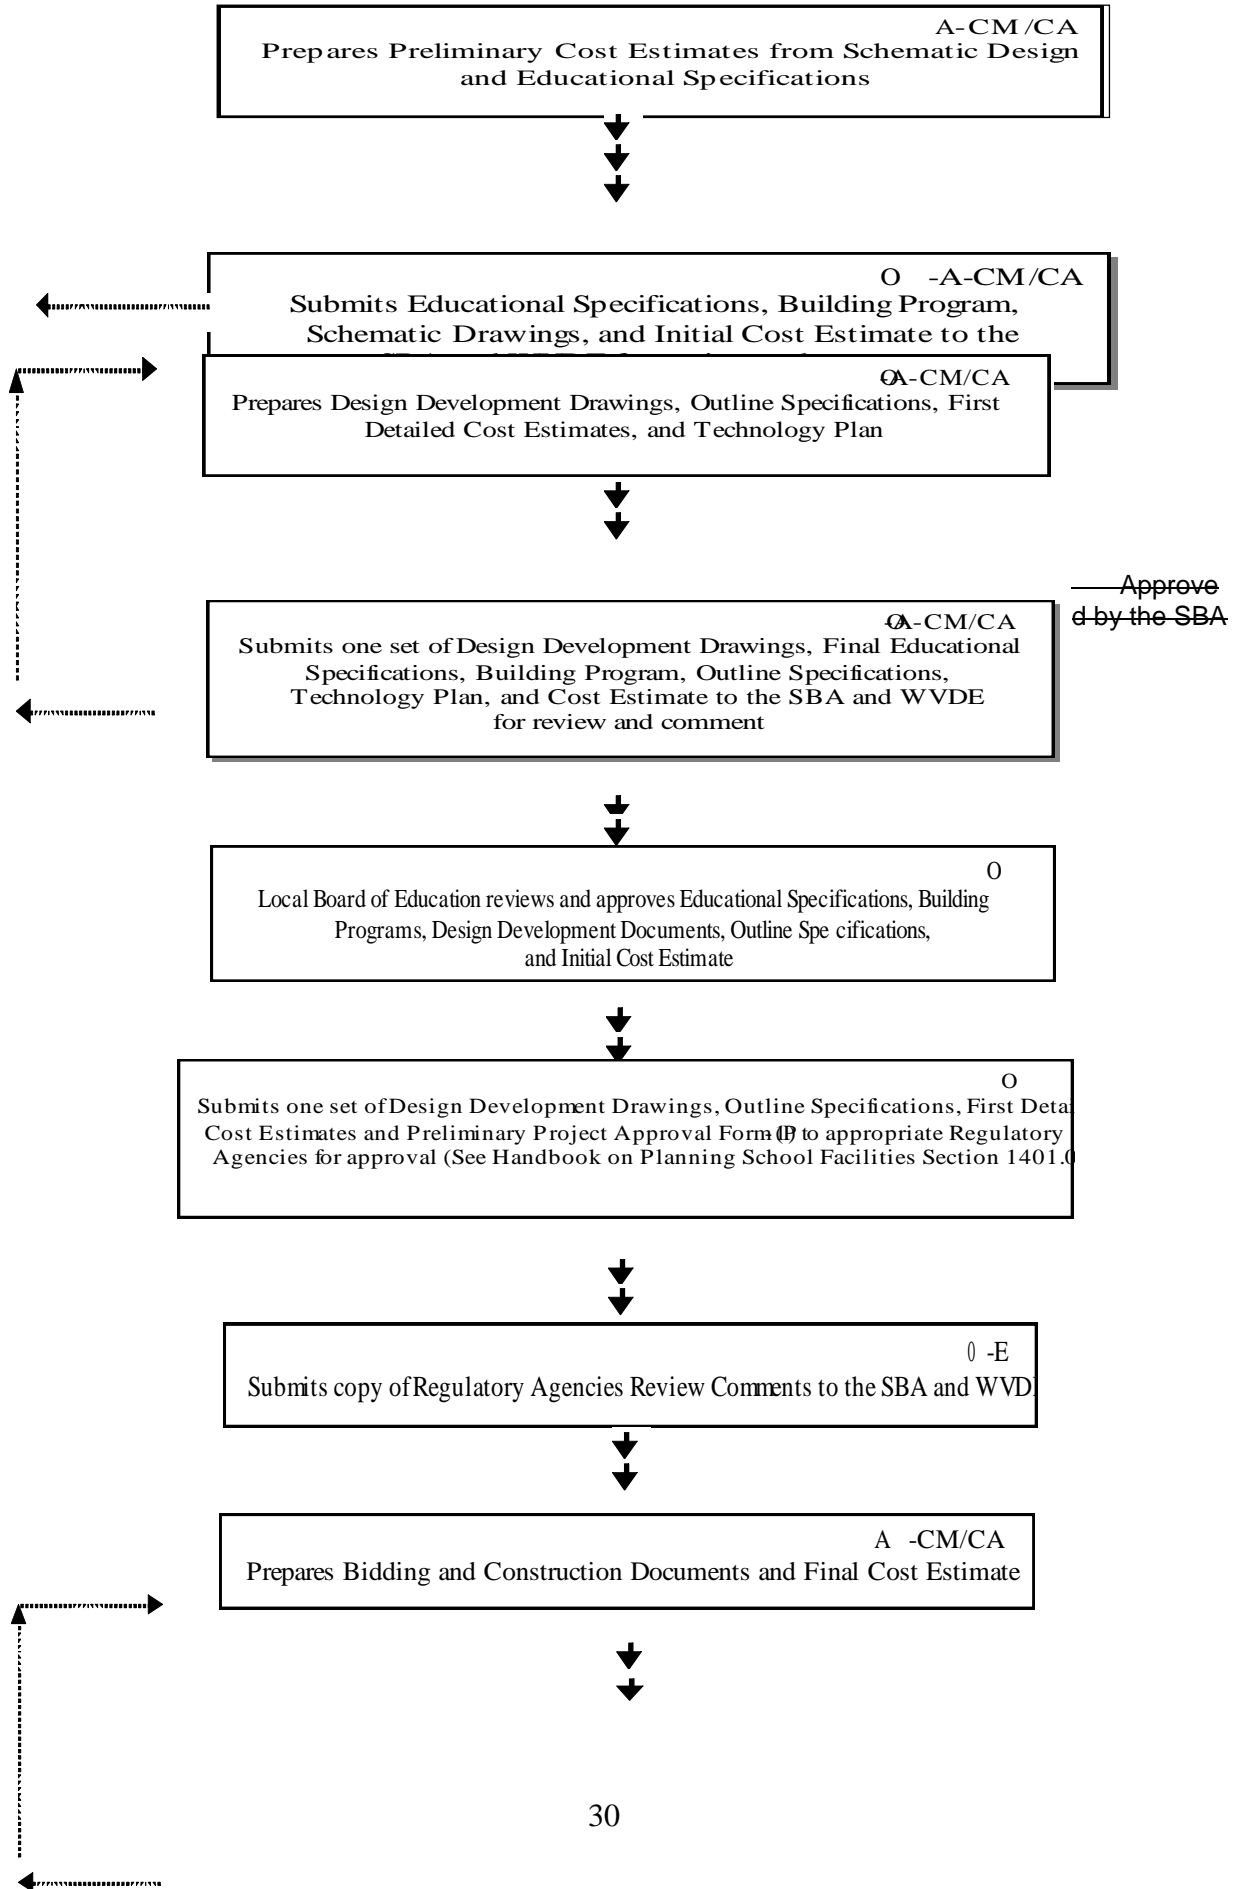 A-CM/CA
Prepares Preliminary Cost Estimates from Schematic Design
and Educational Specifications
O -A-CM/CA
Submits Educational Specifications, Building Program,
Schematic Drawings, and Initial Cost Estimate to the
OA-CM/CA
Prepares Design Development Drawings, Outline Specifications, First
Detailed Cost Estimates, and Technology Plan
Approve
d by the SBA
OA-CM/CA
Submits one set of Design Development Drawings, Final Educational
Specifications, Building Program, Outline Specifications,
Technology Plan, and Cost Estimate to the SBA and WVDE
for review and comment
O
Local Board of Education reviews and approves Educational Specifications, Building
Programs, Design Development Documents, Outline Spe cifications,
and Initial Cost Estimate
O
Submits one set of Design Development Drawings, Outline Specifications, First Detai
Cost Estimates and Preliminary Project Approval Form to appropriate Regulatory
Agencies for approval (See Handbook on Planning School Facilities Section 1401.0
0 -E
Submits copy of Regulatory Agencies Review Comments to the SBA and WVD
A -CM/CA
Prepares Bidding and Construction Documents and Final Cost Estimate
30